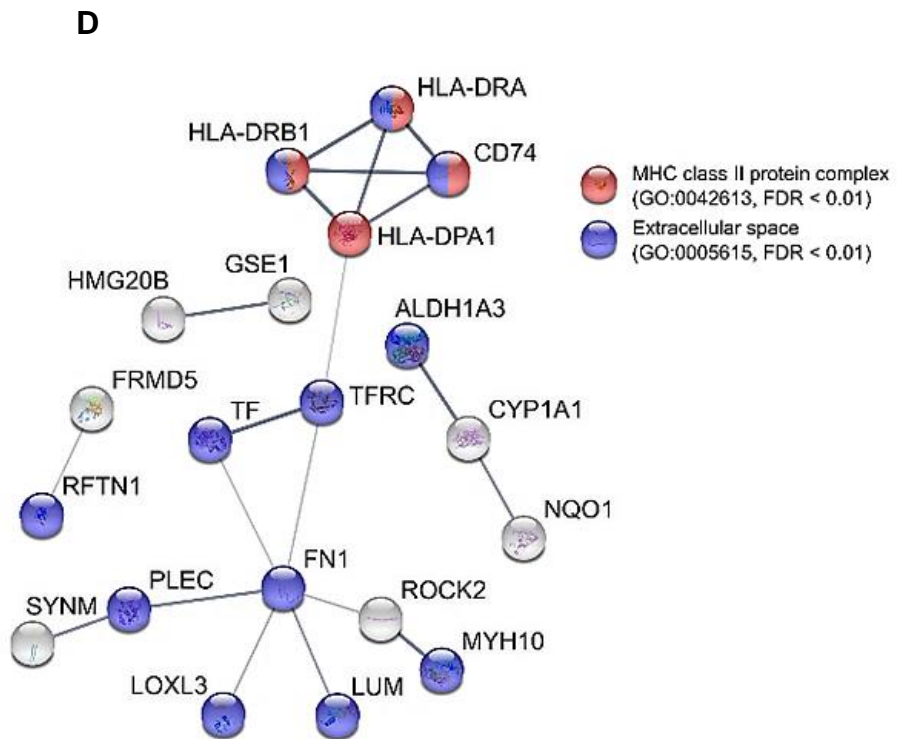 D
HLA-DRA
HLA-DRB1
CD74
MHC class II protein complex
(GO:0042613, FDR < 0.01)
Extracellular space
(GO:0005615, FDR < 0.01)
HLA-DPA1
GSE1
HMG20B
ALDH1A3
FRMD5
TF
TFRC
CYP1A1
RFTN1
NQO1
FN1
PLEC
ROCK2
SYNM
MYH10
LOXL3
LUM